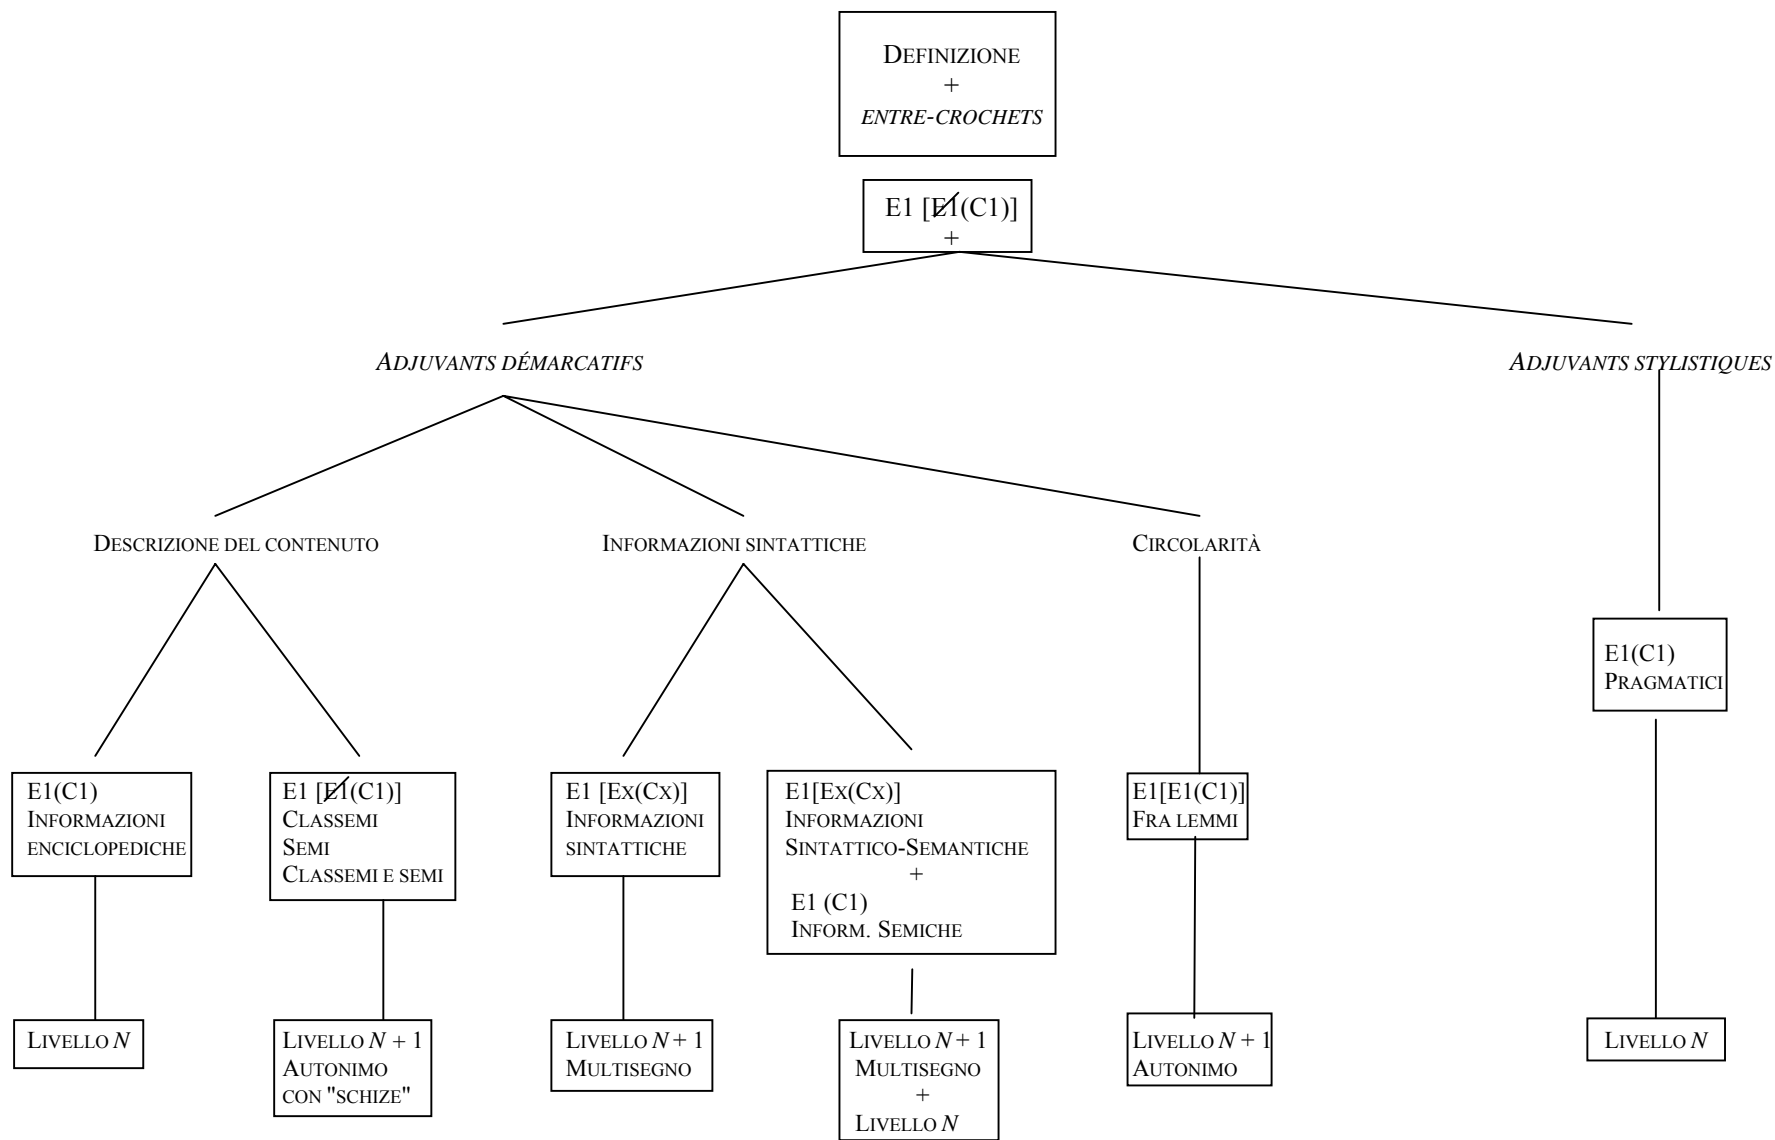 DEFINIZIONE
+
ENTRE-CROCHETS
E1 [E1(C1)]
+
ADJUVANTS DÉMARCATIFS
ADJUVANTS STYLISTIQUES
DESCRIZIONE DEL CONTENUTO
INFORMAZIONI SINTATTICHE
CIRCOLARITÀ
E1(C1)
PRAGMATICI
E1(C1)
INFORMAZIONI
ENCICLOPEDICHE
E1 [E1(C1)]
CLASSEMI
SEMI
CLASSEMI E SEMI
E1 [EX(CX)]
INFORMAZIONI
SINTATTICHE
E1[EX(CX)]
INFORMAZIONI
SINTATTICO-SEMANTICHE
+
E1 (C1)
INFORM. SEMICHE
E1[E1(C1)]
FRA LEMMI
LIVELLO N
LIVELLO N + 1
AUTONIMO
CON "SCHIZE"
LIVELLO N + 1
MULTISEGNO
LIVELLO N + 1
MULTISEGNO
+
LIVELLO N
LIVELLO N + 1
AUTONIMO
LIVELLO N